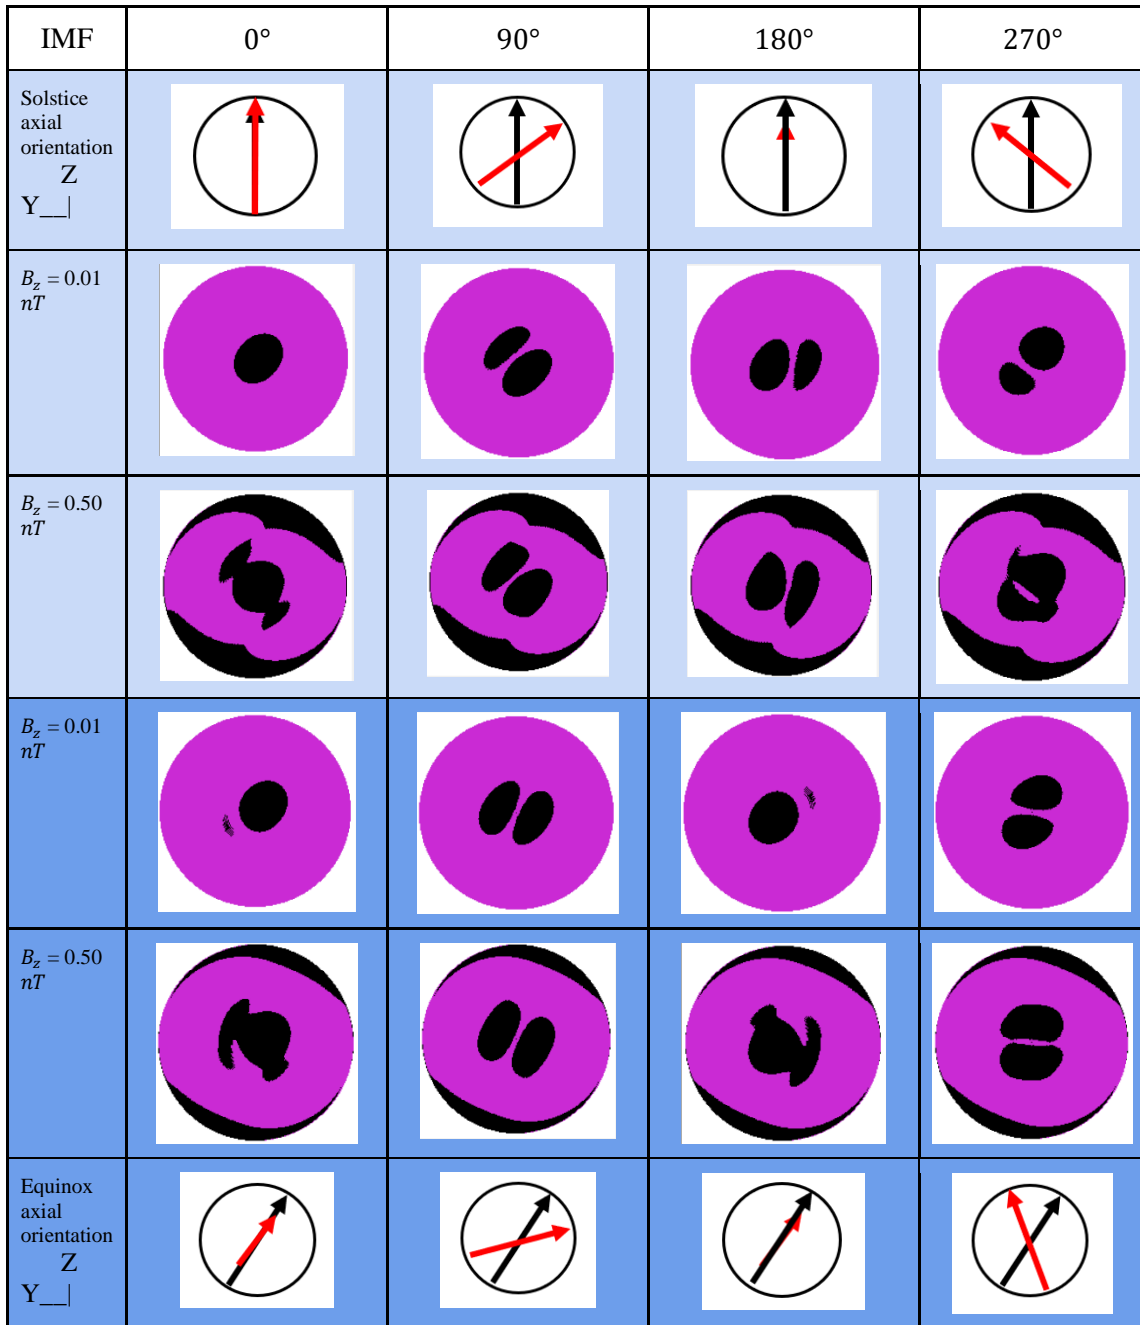 IMF 0° 90° 180° 270°
Solstice
axial
orientation
Z
Y__|
B_z = 0.01
nT
B_z = 0.50
nT
B_z = 0.01
nT
B_z = 0.50
nT
Equinox
axial
orientation
Z
Y__|